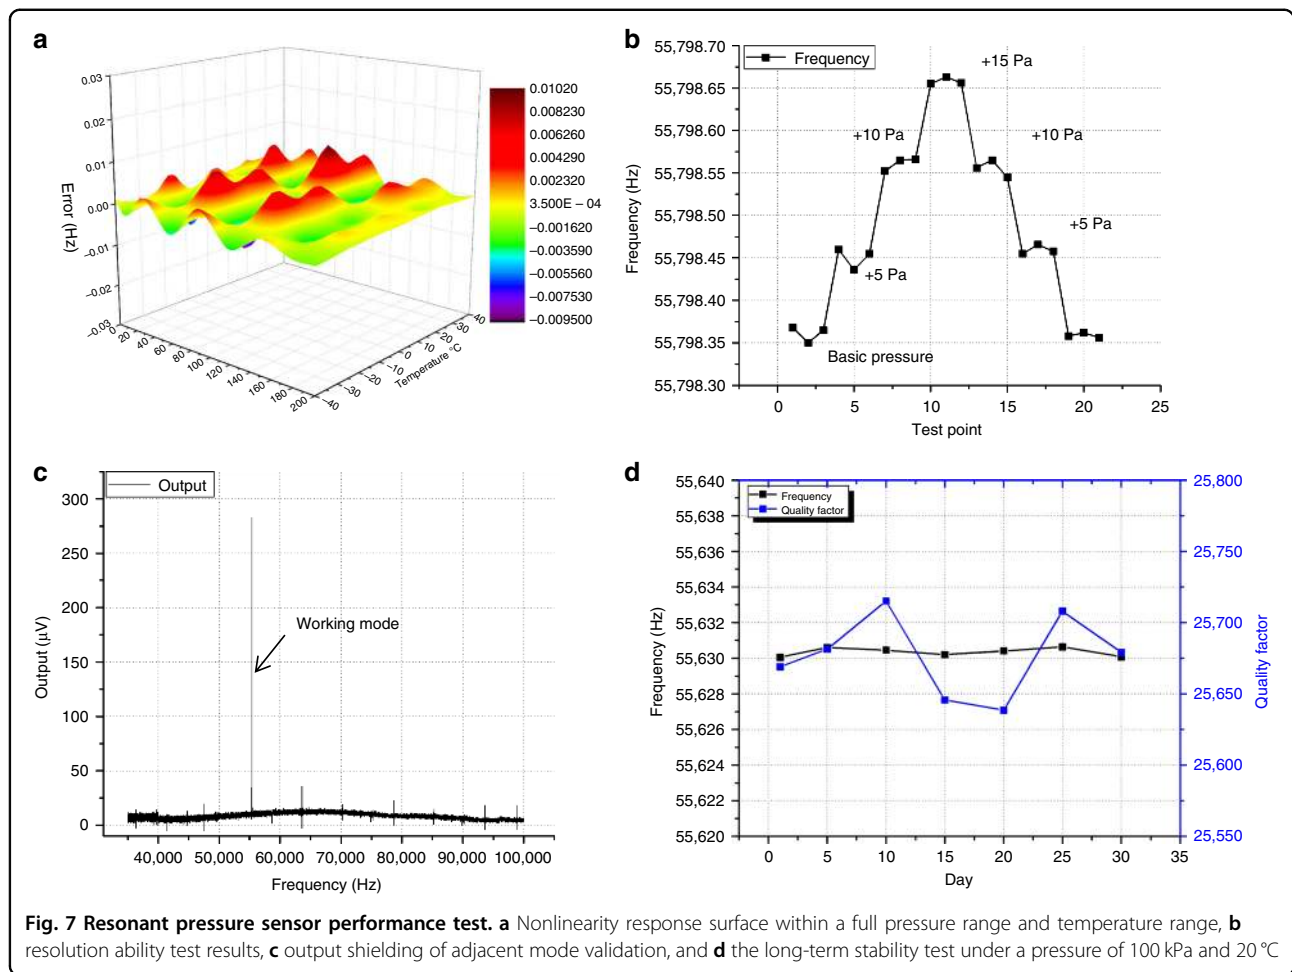 a
0.03
0.02
0.01
0.00
−0.01
−0.02
−0.03
Error (Hz)
0
20
40
60
80
100
120
140
160
180
200
−40
−30
−20
−10
0
10
20
30
40
Temperature °C
0.01020
0.008230
0.006260
0.004290
0.002320
3.500E − 04
−0.001620
−0.003590
−0.005560
−0.007530
−0.009500
b
55,798.70
55,798.65
55,798.60
55,798.55
55,798.50
55,798.45
55,798.40
55,798.35
55,798.30
Frequency (Hz)
Frequency
+15 Pa
+10 Pa
+10 Pa
+5 Pa
+5 Pa
Basic pressure
0 5 10 15 20 25
Test point
c
Output
300
250
200
150
100
50
0
Output (μV)
Working mode
40,000 50,000 60,000 70,000 80,000 90,000 100,000
Frequency (Hz)
d
55,640
55,638
55,636
55,634
55,632
55,630
55,628
55,626
55,624
55,622
55,620
Frequency (Hz)
Frequency
Quality factor
25,800
25,750
25,700
25,650
25,600
25,550
Quality factor
0 5 10 15 20 25 30 35
Day
Fig. 7 Resonant pressure sensor performance test. a Nonlinearity response surface within a full pressure range and temperature range, b
resolution ability test results, c output shielding of adjacent mode validation, and d the long-term stability test under a pressure of 100 kPa and 20 °C